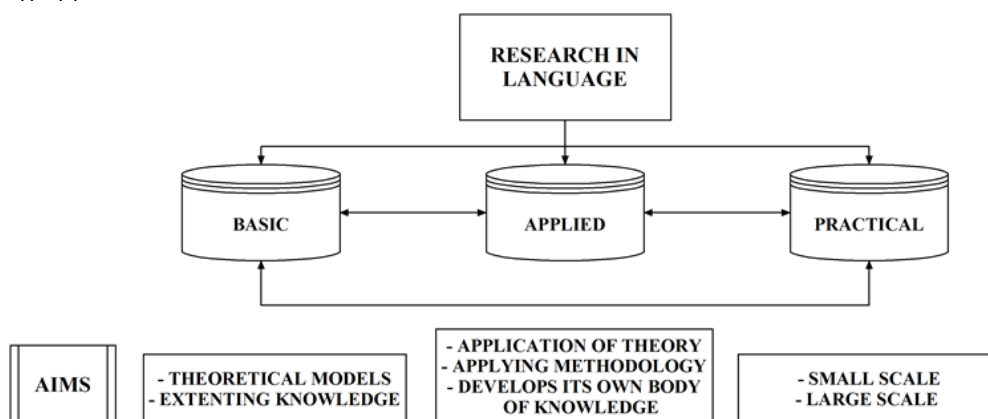 RESEARCH IN
LANGUAGE
BASIC
APPLIED
PRACTICAL
AIMS
- THEORETICAL MODELS
- EXTENTING KNOWLEDGE
- APPLICATION OF THEORY
- APPLYING METHODOLOGY
- DEVELOPS ITS OWN BODY
OF KNOWLEDGE
- SMALL SCALE
- LARGE SCALE